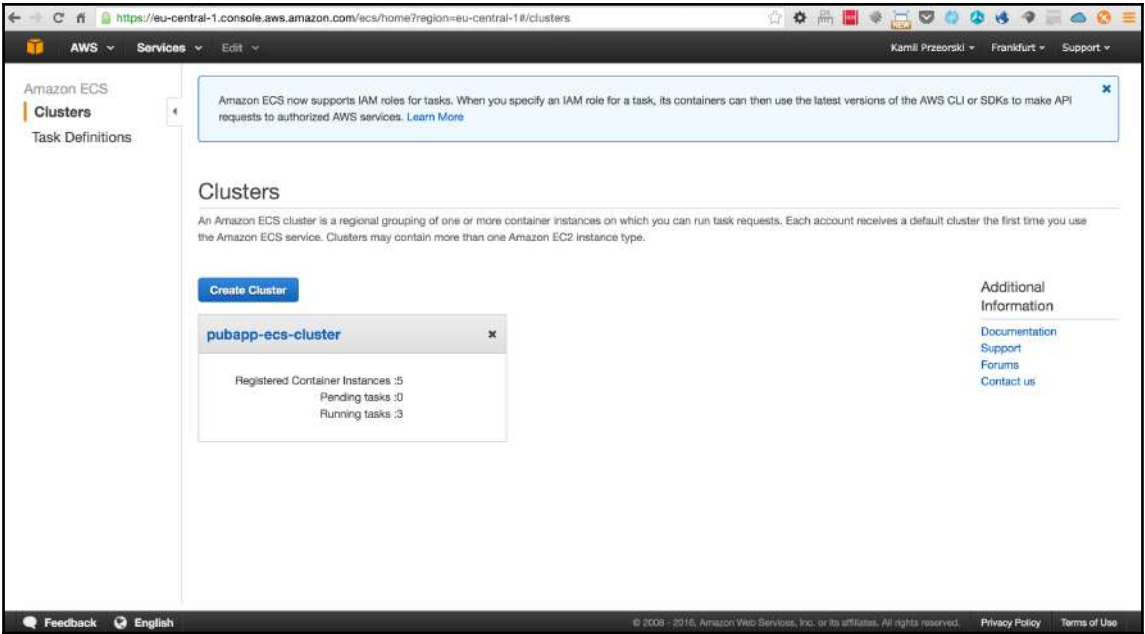 https://eu-central-1.console.aws.amazon.com/ecs/home?region=eu-central-1#/clusters
AWS Services Edit Kamil Przeorski Frankfurt Support
Amazon ECS
Clusters
Task Definitions
Amazon ECS now supports IAM roles for tasks. When you specify an IAM role for a task, its containers can then use the latest versions of the AWS CLI or SDKs to make API
requests to authorized AWS services. Learn More
Clusters
An Amazon ECS cluster is a regional grouping of one or more container instances on which you can run task requests. Each account receives a default cluster the first time you use
the Amazon ECS service. Clusters may contain more than one Amazon EC2 instance type.
Create Cluster
pubapp-ecs-cluster
Registered Container Instances :5
Pending tasks :0
Running tasks :3
Additional
Information
Documentation
Support
Forums
Contact us
Feedback English © 2008 - 2016, Amazon Web Services, Inc. or its affiliates. All rights reserved. Privacy Policy Terms of Use